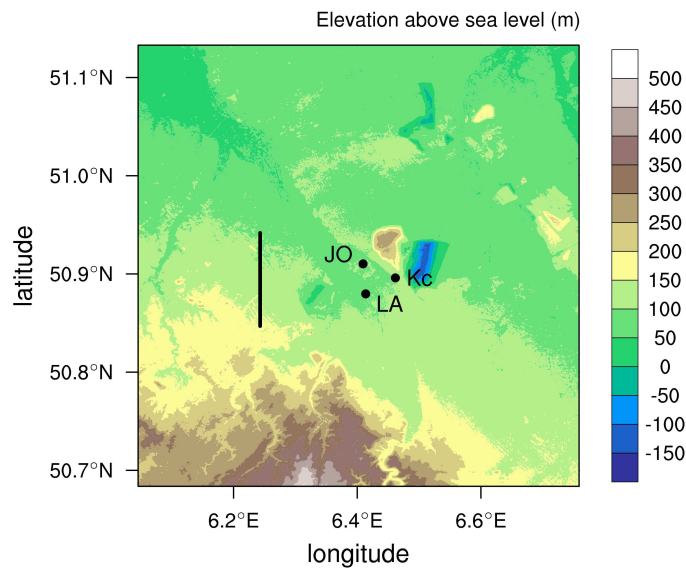 Elevation above sea level (m)
51.1°N
51.0°N
50.9°N
50.8°N
50.7°N
latitude
JO
Kc
LA
6.2°E
6.4°E
6.6°E
longitude
500
450
400
350
300
250
200
150
100
50
0
-50
-100
-150